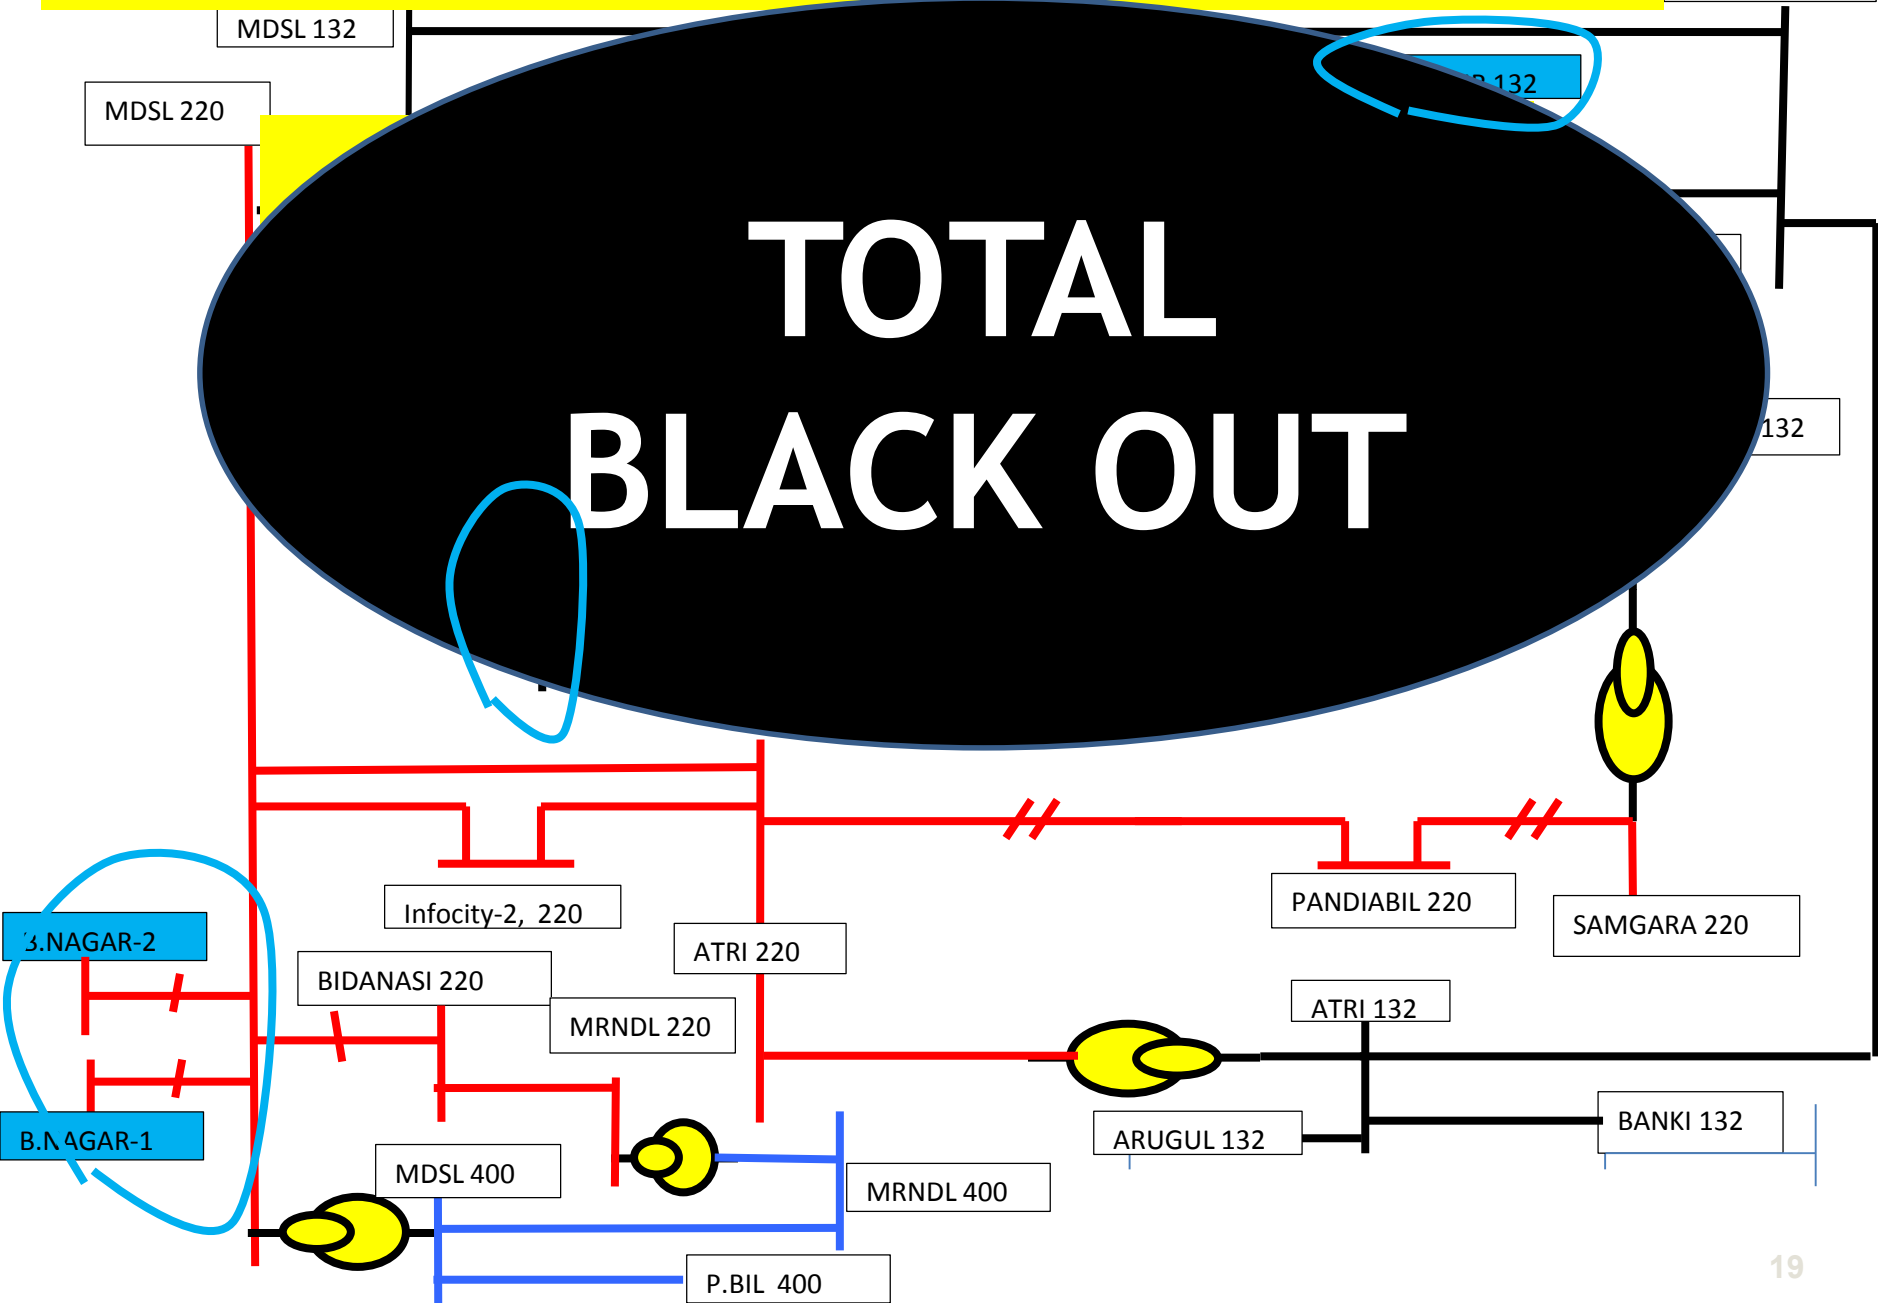 MDSL 132
132
MDSL 220
TOTAL
BLACK OUT
132
Infocity-2, 220
PANDIABIL 220
SAMGARA 220
B.NAGAR-2
ATRI 220
BIDANASI 220
MRNDL 220
ATRI 132
BANKI 132
B.NAGAR-1
ARUGUL 132
MDSL 400
MRNDL 400
P.BIL 400
19